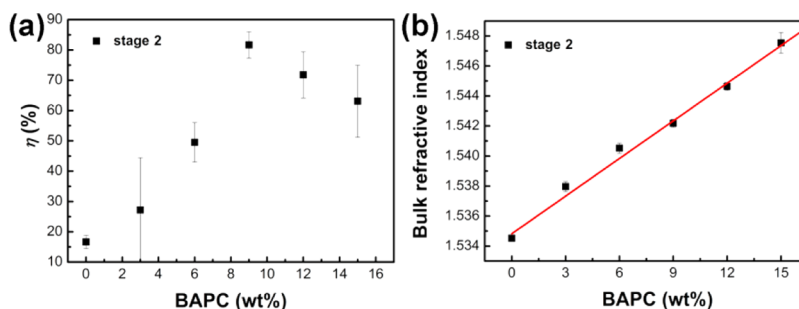 (a)
stage 2
90
80
70
60
50
40
30
20
10
η (%)
0 2 4 6 8 10 12 14 16
BAPC (wt%)
(b)
stage 2
1.548
1.546
1.544
1.542
1.540
1.538
1.536
1.534
Bulk refractive index
0 3 6 9 12 15
BAPC (wt%)